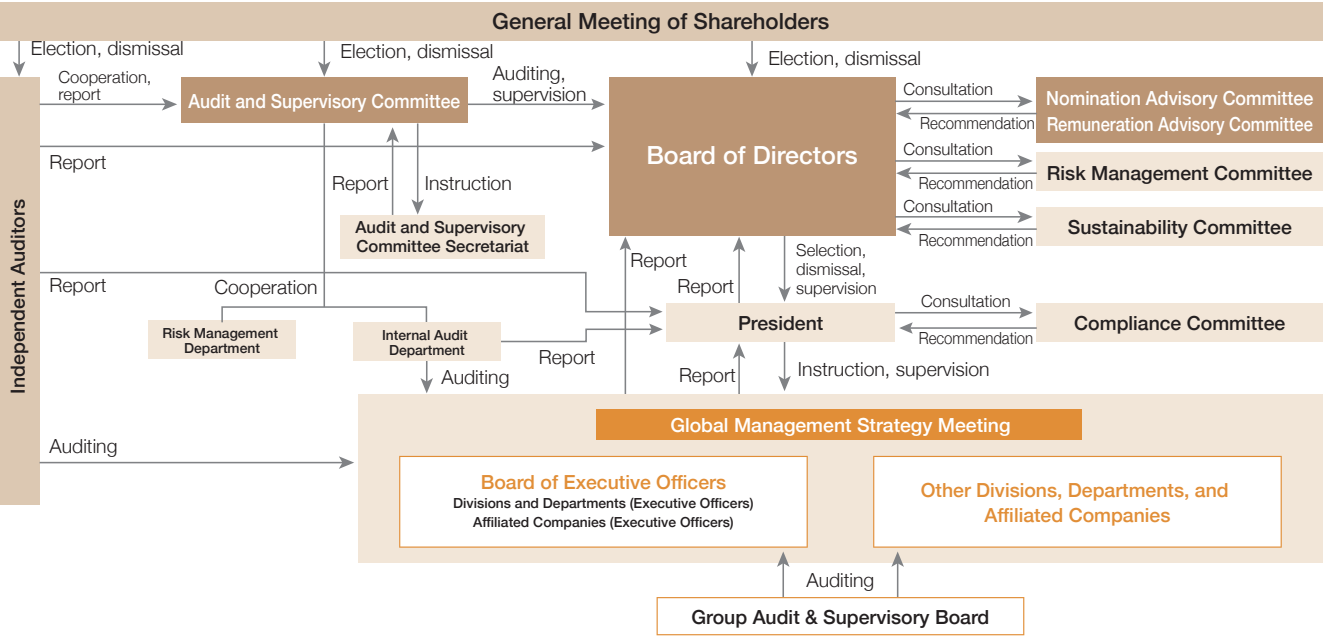 General Meeting of Shareholders
Election, dismissal
Election, dismissal
Election, dismissal
Independent Auditors
Cooperation,
report
Audit and Supervisory Committee
Auditing,
supervision
Board of Directors
Consultation
Recommendation
Nomination Advisory Committee
Remuneration Advisory Committee
Report
Consultation
Recommendation
Risk Management Committee
Report
Instruction
Audit and Supervisory
Committee Secretariat
Consultation
Recommendation
Sustainability Committee
Report
Cooperation
Report
Report
Selection,
dismissal,
supervision
Risk Management
Department
Internal Audit
Department
Report
President
Consultation
Recommendation
Compliance Committee
Auditing
Report
Instruction, supervision
Auditing
Global Management Strategy Meeting
Board of Executive Officers
Divisions and Departments (Executive Officers)
Affiliated Companies (Executive Officers)
Other Divisions, Departments, and
Affiliated Companies
Auditing
Group Audit & Supervisory Board